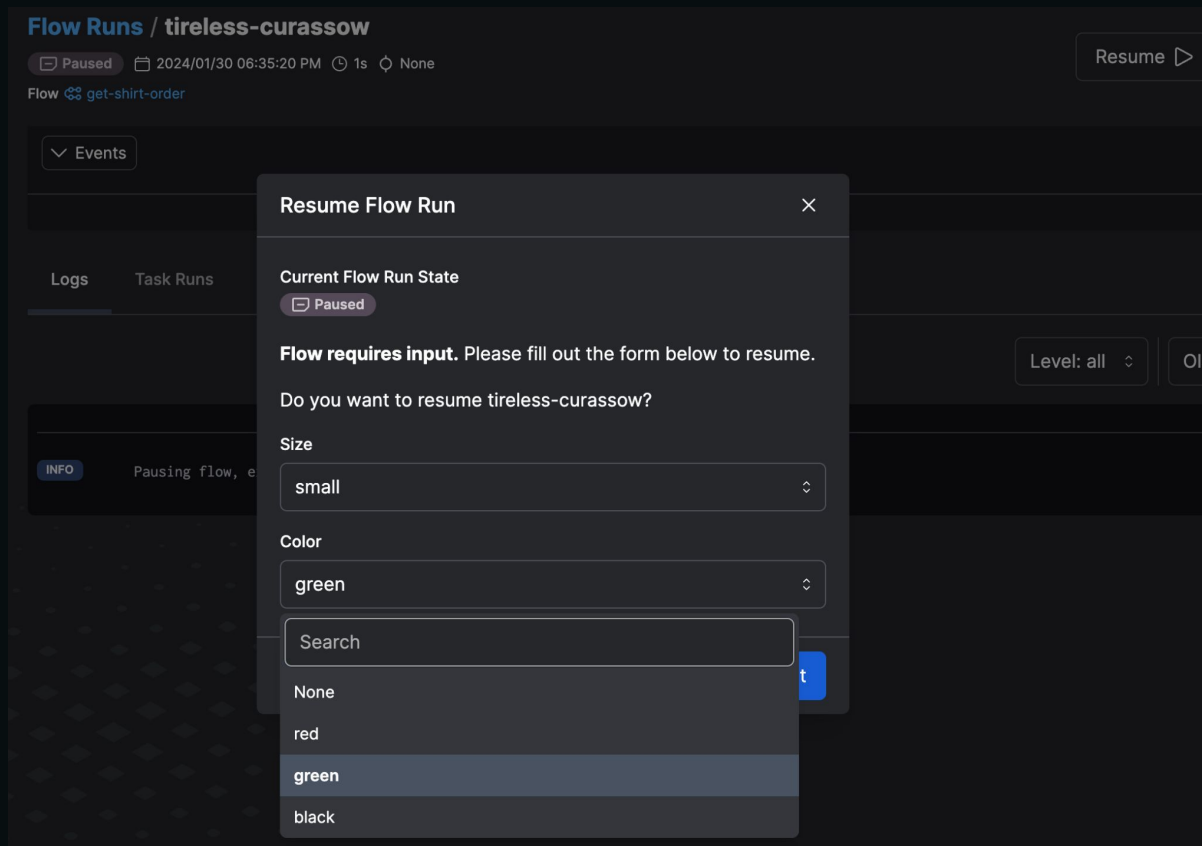 Flow Runs / tireless-curassow
Paused 2024/01/30 06:35:20 PM 1s None
Resume
Flow get-shirt-order
Events
Resume Flow Run
Logs Task Runs
Current Flow Run State
Paused
Flow requires input. Please fill out the form below to resume.
Level: all
Do you want to resume tireless-curassow?
Size
INFO Pausing flow,
small
Color
green
Search
None
red
green
black